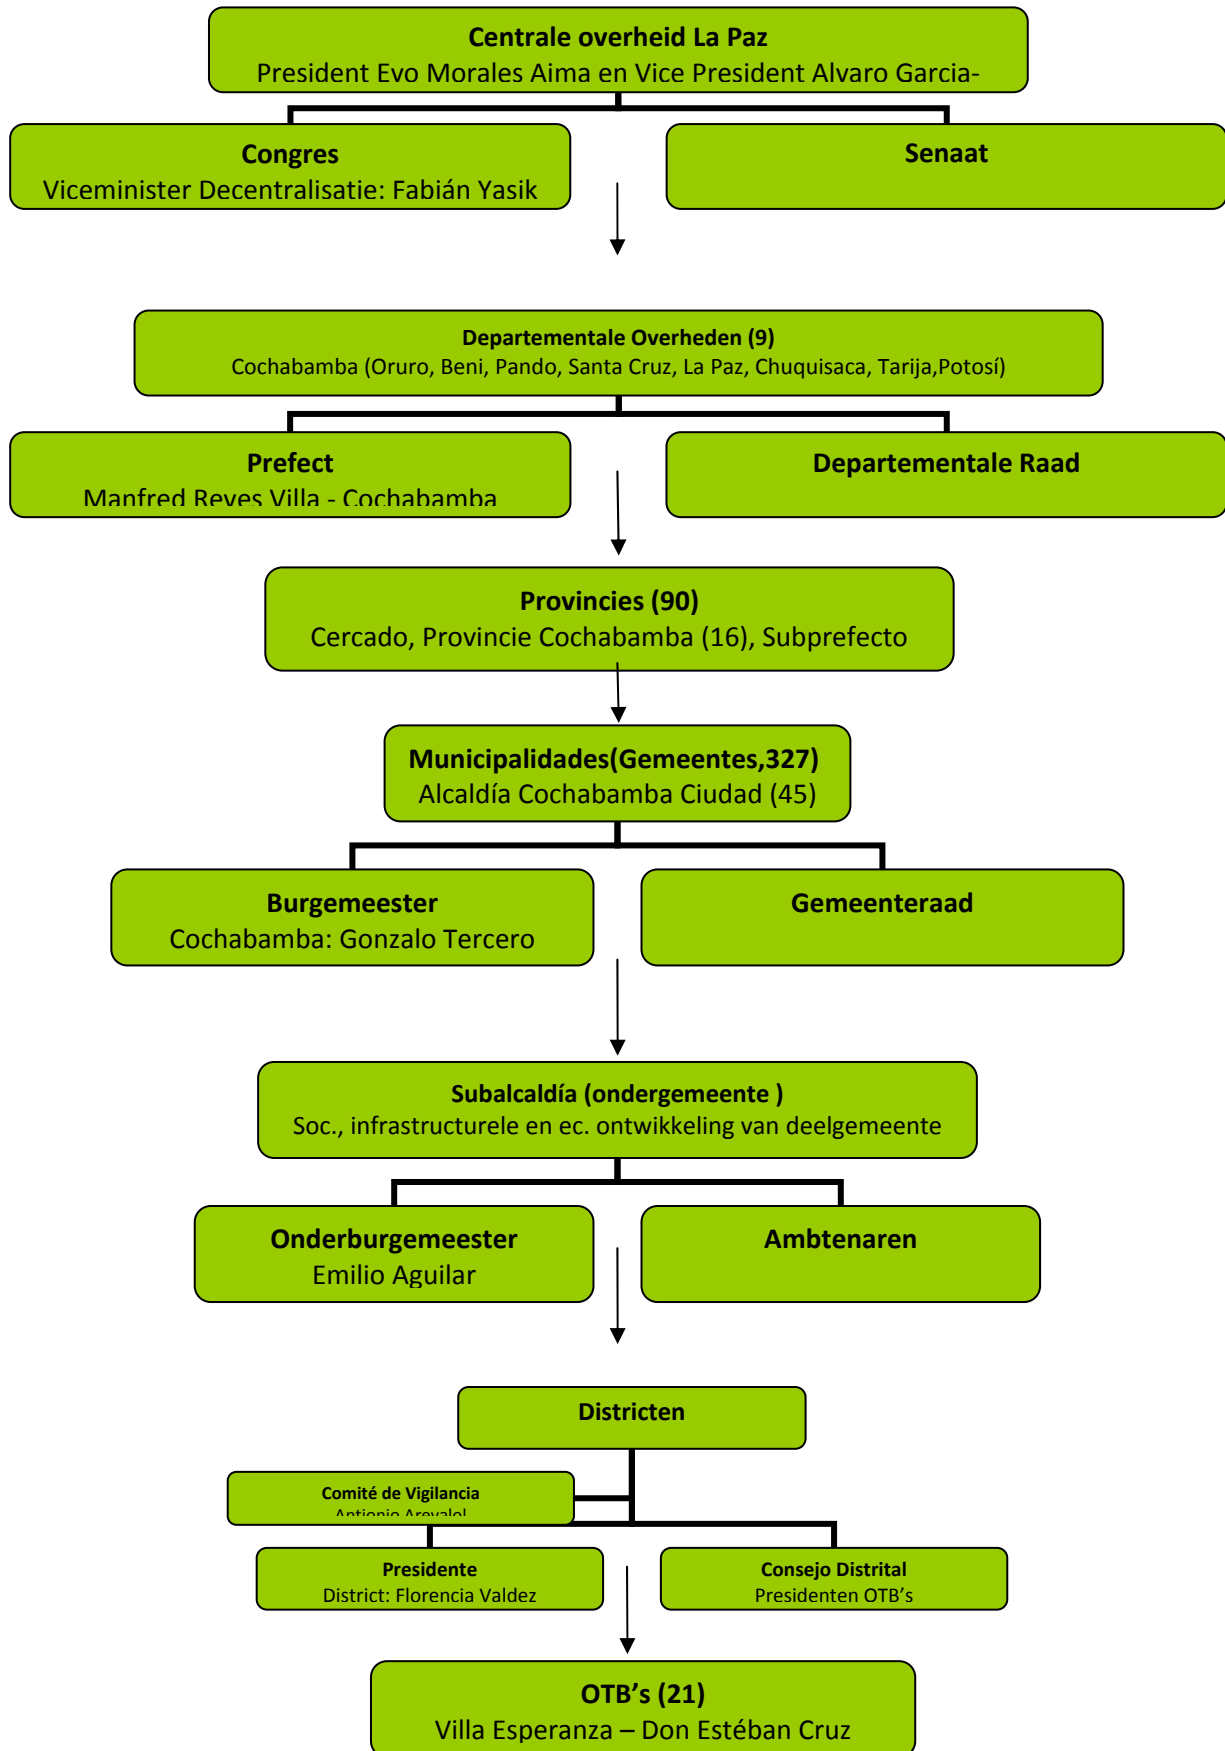 Centrale overheid La Paz
President Evo Morales Aima en Vice President Alvaro Garcia-
Congres
Viceminister Decentralisatie: Fabián Yasik
Senaat
Departementale Overheden (9)
Cochabamba (Oruro, Beni, Pando, Santa Cruz, La Paz, Chuquisaca, Tarija,Potosí)
Prefect
Manfred Reyes Villa - Cochabamba
Departementale Raad
Provincies (90)
Cercado, Provincie Cochabamba (16), Subprefecto
Municipalidades(Gemeentes,327)
Alcaldía Cochabamba Ciudad (45)
Burgemeester
Cochabamba: Gonzalo Tercero
Gemeenteraad
Subalcaldía (ondergemeente )
Soc., infrastructurele en ec. ontwikkeling van deelgemeente
Onderburgemeester
Emilio Aguilar
Ambtenaren
Districten
Comité de Vigilancia
Antionio Arevalol
Presidente
District: Florencia Valdez
Consejo Distrital
Presidenten OTB’s
OTB’s (21)
Villa Esperanza – Don Estéban Cruz